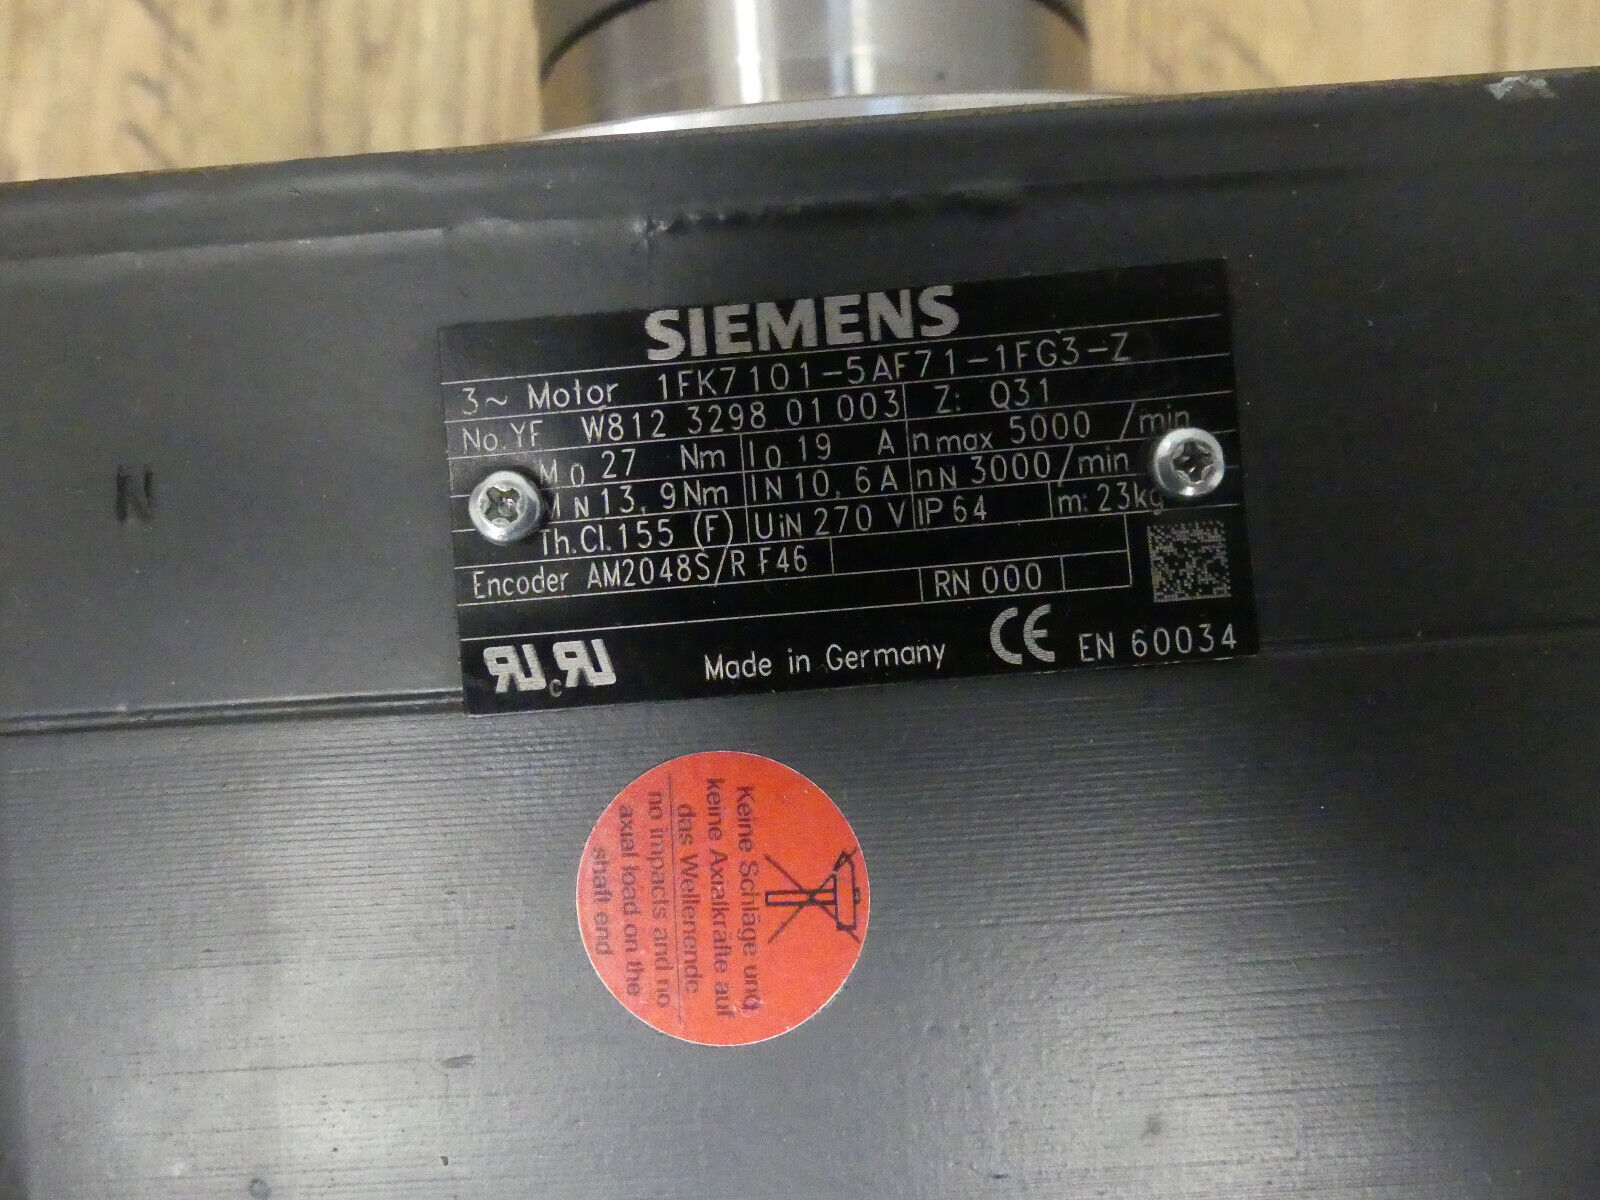 SIEMENS
3~ Motor 1FK7101-5AF71-1FG3-Z
No. YF W812 3298 01 003 Z: Q31
M0 27 Nm I0 19 A nmax 5000 /min
MN 13,9Nm IN 10,6A nN 3000/min
Th.Cl.155 (F) UiN 270 V IP 64 m: 23kg
Encoder AM2048S/R F46
RN 000
Made in Germany CE EN 60034
N
Keine Schläge und
keine Axialkräfte auf
das Wellenende
no impacts and no
axial load on the
shaft end